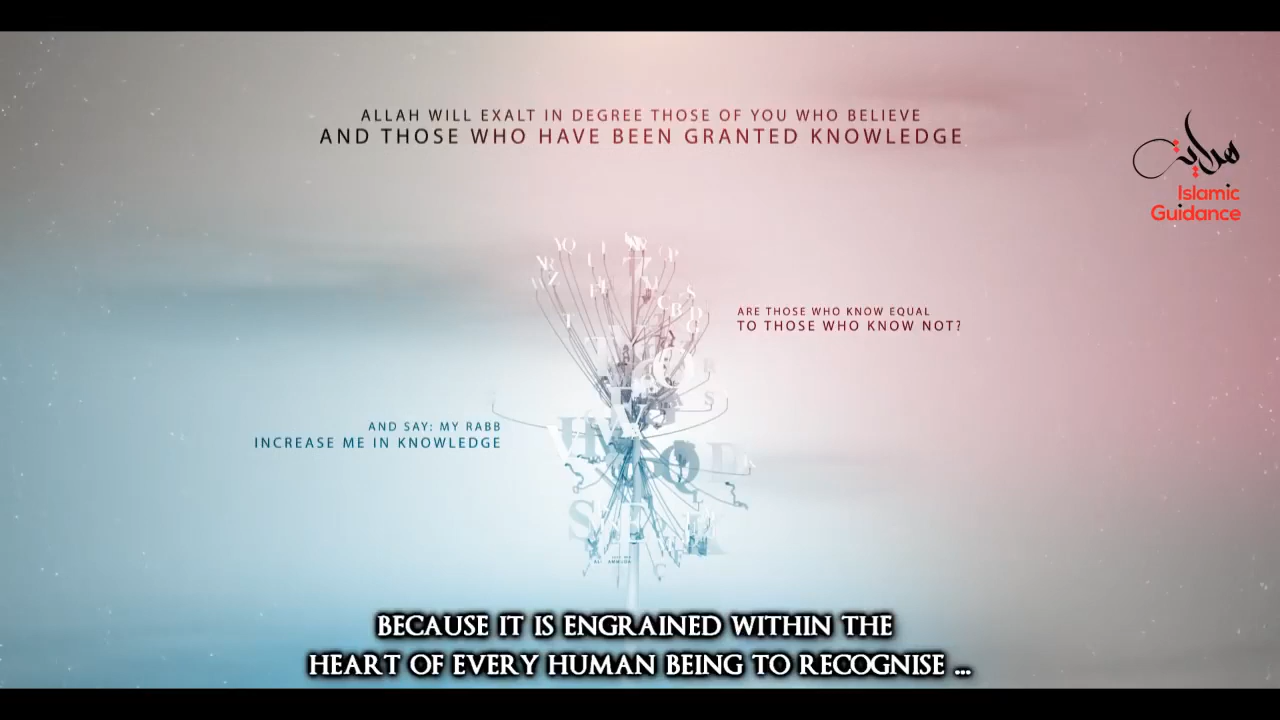 ALLAH WILL EXALT IN DEGREE THOSE OF YOU WHO BELIEVE
AND THOSE WHO HAVE BEEN GRANTED KNOWLEDGE
هداية
Islamic
Guidance
ARE THOSE WHO KNOW EQUAL
TO THOSE WHO KNOW NOT?
AND SAY: MY RABB
INCREASE ME IN KNOWLEDGE
BECAUSE IT IS ENGRAINED WITHIN THE
HEART OF EVERY HUMAN BEING TO RECOGNISE ...